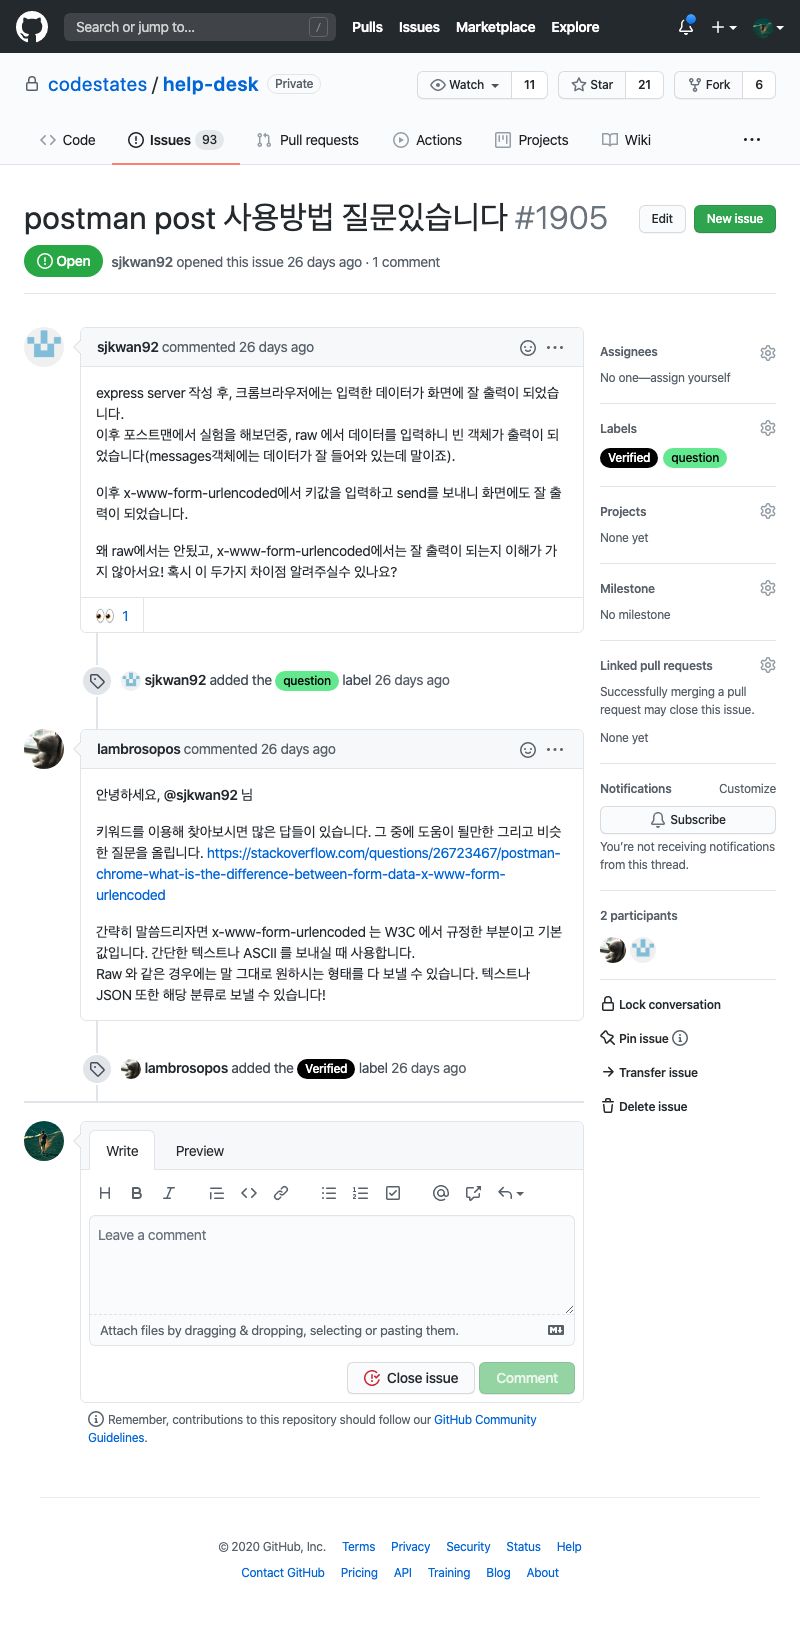 Search or jump to... /
Pulls Issues Marketplace Explore
codestates / help-desk Private
Watch 11 Star 21 Fork 6
Code Issues 93 Pull requests Actions Projects Wiki ...
postman post 사용방법 질문있습니다 #1905
Edit New issue
Open sjkwan92 opened this issue 26 days ago · 1 comment
sjkwan92 commented 26 days ago
express server 작성 후, 크롬브라우저에는 입력한 데이터가 화면에 잘 출력이 되었습
니다.
이후 포스트맨에서 실험을 해보던중, raw 에서 데이터를 입력하니 빈 객체가 출력이 되
었습니다(messages객체에는 데이터가 잘 들어와 있는데 말이죠).
이후 x-www-form-urlencoded에서 키값을 입력하고 send를 보내니 화면에도 잘 출
력이 되었습니다.
왜 raw에서는 안됬고, x-www-form-urlencoded에서는 잘 출력이 되는지 이해가 가
지 않아서요! 혹시 이 두가지 차이점 알려주실수 있나요?
👀 1
sjkwan92 added the question label 26 days ago
lambrosopos commented 26 days ago
안녕하세요, @sjkwan92 님
키워드를 이용해 찾아보시면 많은 답들이 있습니다. 그 중에 도움이 될만한 그리고 비슷
한 질문을 올립니다. https://stackoverflow.com/questions/26723467/postman-
chrome-what-is-the-difference-between-form-data-x-www-form-
urlencoded
간략히 말씀드리자면 x-www-form-urlencoded 는 W3C 에서 규정한 부분이고 기본
값입니다. 간단한 텍스트나 ASCII 를 보내실 때 사용합니다.
Raw 와 같은 경우에는 말 그대로 원하시는 형태를 다 보낼 수 있습니다. 텍스트나
JSON 또한 해당 분류로 보낼 수 있습니다!
lambrosopos added the Verified label 26 days ago
Write Preview
Leave a comment
Attach files by dragging & dropping, selecting or pasting them.
Close issue Comment
Remember, contributions to this repository should follow our GitHub Community
Guidelines.
Assignees
No one—assign yourself
Labels
Verified question
Projects
None yet
Milestone
No milestone
Linked pull requests
Successfully merging a pull
request may close this issue.
None yet
Notifications Customize
Subscribe
You're not receiving notifications
from this thread.
2 participants
Lock conversation
Pin issue
Transfer issue
Delete issue
© 2020 GitHub, Inc. Terms Privacy Security Status Help
Contact GitHub Pricing API Training Blog About